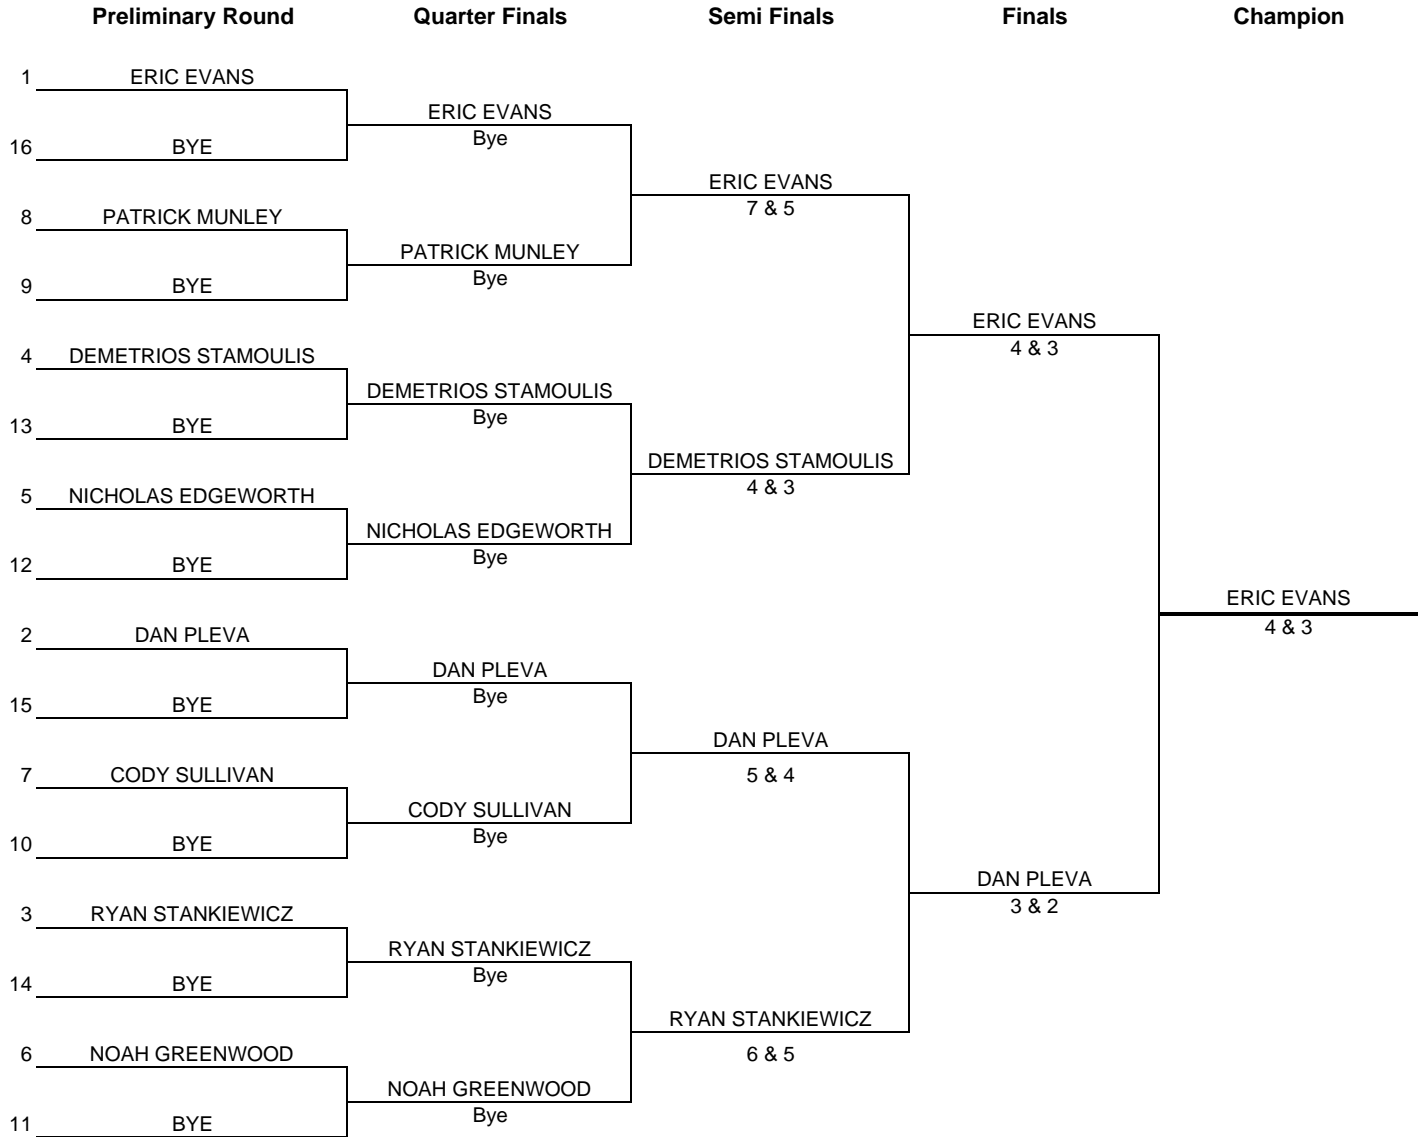 Preliminary Round Quarter Finals Semi Finals Finals Champion
1 ERIC EVANS
ERIC EVANS
Bye
16 BYE
ERIC EVANS
7 & 5
8 PATRICK MUNLEY
PATRICK MUNLEY
Bye
9 BYE
ERIC EVANS
4 & 3
4 DEMETRIOS STAMOULIS
DEMETRIOS STAMOULIS
Bye
13 BYE
DEMETRIOS STAMOULIS
4 & 3
5 NICHOLAS EDGEWORTH
NICHOLAS EDGEWORTH
Bye
12 BYE
ERIC EVANS
4 & 3
2 DAN PLEVA
DAN PLEVA
Bye
15 BYE
DAN PLEVA
5 & 4
7 CODY SULLIVAN
CODY SULLIVAN
Bye
10 BYE
DAN PLEVA
3 & 2
3 RYAN STANKIEWICZ
RYAN STANKIEWICZ
Bye
14 BYE
RYAN STANKIEWICZ
6 & 5
6 NOAH GREENWOOD
NOAH GREENWOOD
Bye
11 BYE